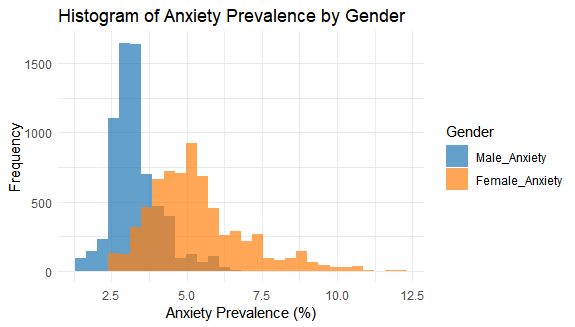 Histogram of Anxiety Prevalence by Gender
Frequency
1500
1000
500
0
2.5 5.0 7.5 10.0 12.5
Anxiety Prevalence (%)
Gender
Male_Anxiety
Female_Anxiety